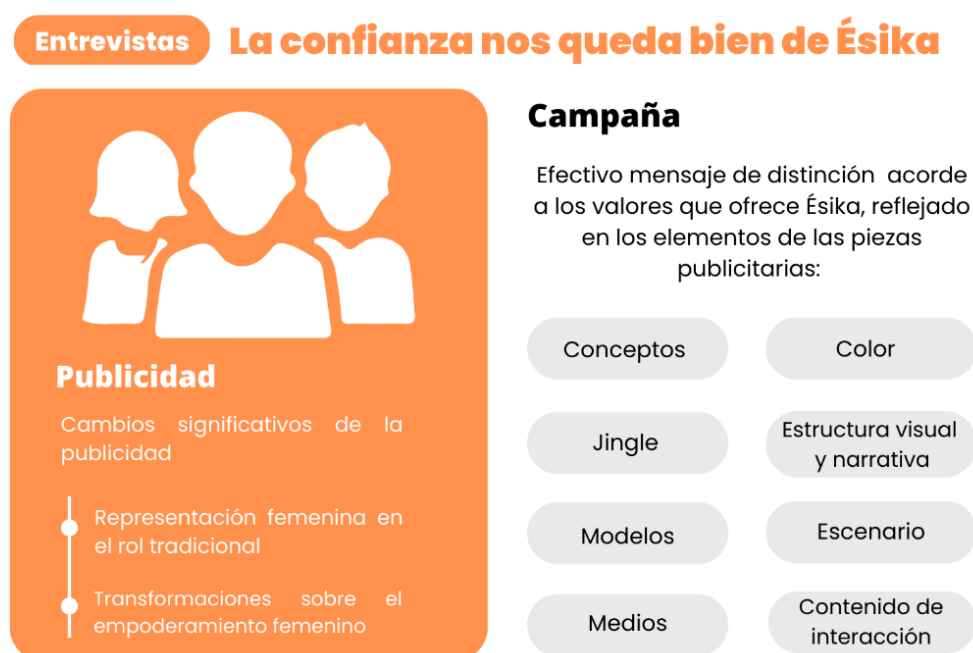 Entrevistas La confianza nos queda bien de Ésika
Publicidad
Cambios significativos de la
publicidad
Representación femenina en
el rol tradicional
Transformaciones sobre el
empoderamiento femenino
Campaña
Efectivo mensaje de distinción acorde
a los valores que ofrece Ésika, reflejado
en los elementos de las piezas
publicitarias:
Conceptos
Color
Jingle
Estructura visual
y narrativa
Modelos
Escenario
Medios
Contenido de
interacción